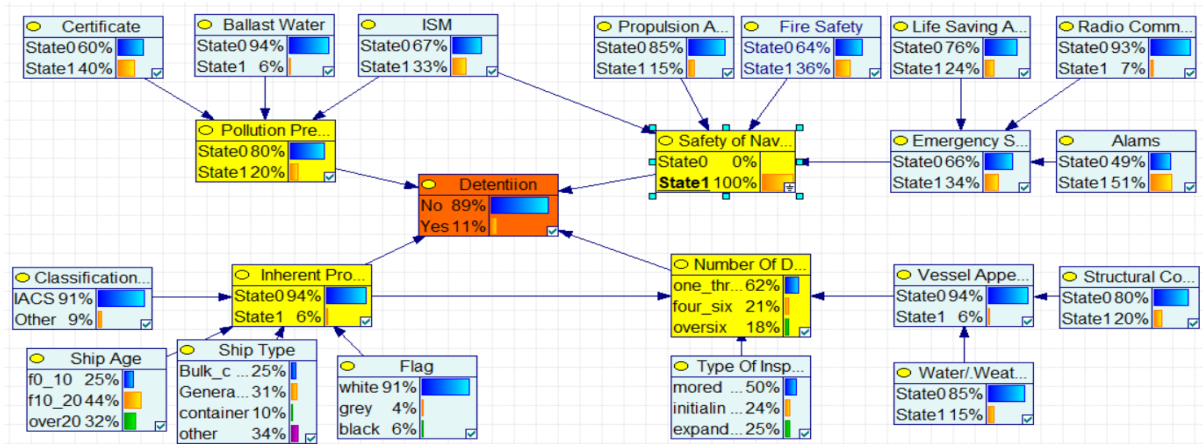 Certificate
State0 60%
State1 40%
Ballast Water
State0 94%
State1 6%
ISM
State0 67%
State1 33%
Propulsion A...
State0 85%
State1 15%
Fire Safety
State0 64%
State1 36%
Life Saving A...
State0 76%
State1 24%
Radio Comm...
State0 93%
State1 7%
Pollution Pre...
State0 80%
State1 20%
Safety of Nav...
State0 0%
State1 100%
Emergency S...
State0 66%
State1 34%
Alams
State0 49%
State1 51%
Detentiion
No 89%
Yes 11%
Classification...
IACS 91%
Other 9%
Inherent Pro...
State0 94%
State1 6%
Number Of D...
one_thr... 62%
four_six 21%
oversix 18%
Vessel Appe...
State0 94%
State1 6%
Structural Co...
State0 80%
State1 20%
Ship Age
f0_10 25%
f10_20 44%
over20 32%
Ship Type
Bulk_c ... 25%
Genera... 31%
container 10%
other 34%
Flag
white 91%
grey 4%
black 6%
Type Of Insp...
mored ... 50%
initialin ... 24%
expand... 25%
Water/.Weat...
State0 85%
State1 15%